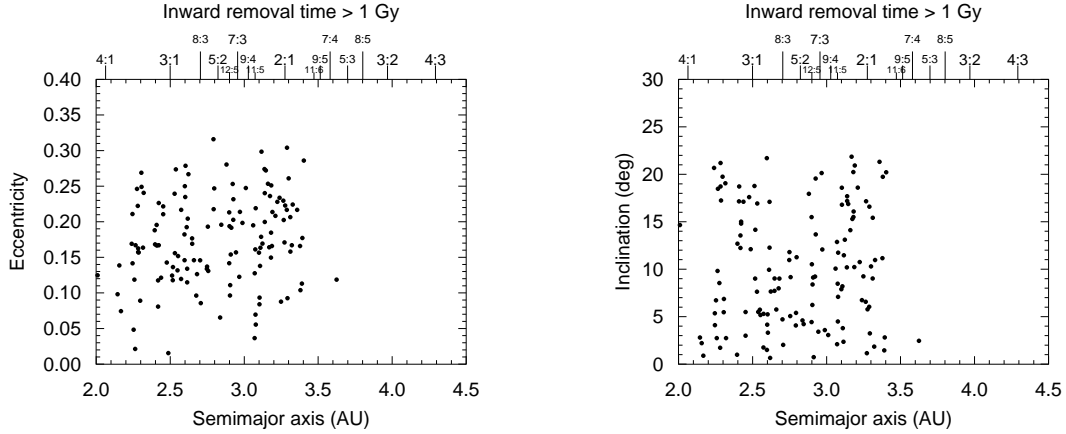 Inward removal time > 1 Gy
8:3 7:3 7:4 8:5
4:1 3:1 5:2 12:5 9:4 11:5 2:1 11:6 9:5 5:3 3:2 4:3
0.40
0.35
0.30
0.25
0.20
0.15
0.10
0.05
0.00
Eccentricity
2.0 2.5 3.0 3.5 4.0 4.5
Semimajor axis (AU)
Inward removal time > 1 Gy
8:3 7:3 7:4 8:5
4:1 3:1 5:2 12:5 9:4 11:5 2:1 11:6 9:5 5:3 3:2 4:3
30
25
20
15
10
5
0
Inclination (deg)
2.0 2.5 3.0 3.5 4.0 4.5
Semimajor axis (AU)